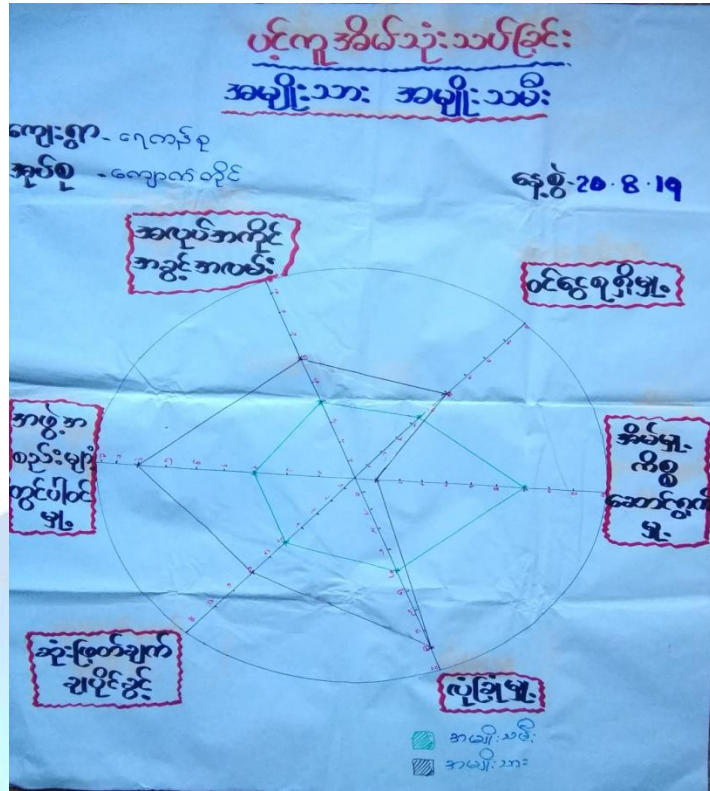 ပင့်ကူအိမ်သုံးသပ်ခြင်း
အမျိုးသား အမျိုးသမီး
ကျေးရွာ - ရေကန်စု
အုပ်စု - ကျောက်တိုင်
နေ့စွဲ - 20.8.19
အလုပ်အကိုင်
အခွင့်အလမ်း
ဝင်ငွေရရှိမှု့
အဖွဲ့အ
စည်းများ
တွင်ပါဝင်
မှု့
အိမ်မှု့
ကိစ္စ
ဆောင်ရွက်
မှု့
ဆုံးဖြတ်ချက်
ချပိုင်ခွင့်
လုံခြုံမှု့
အမျိုးသမီး
အမျိုးသား